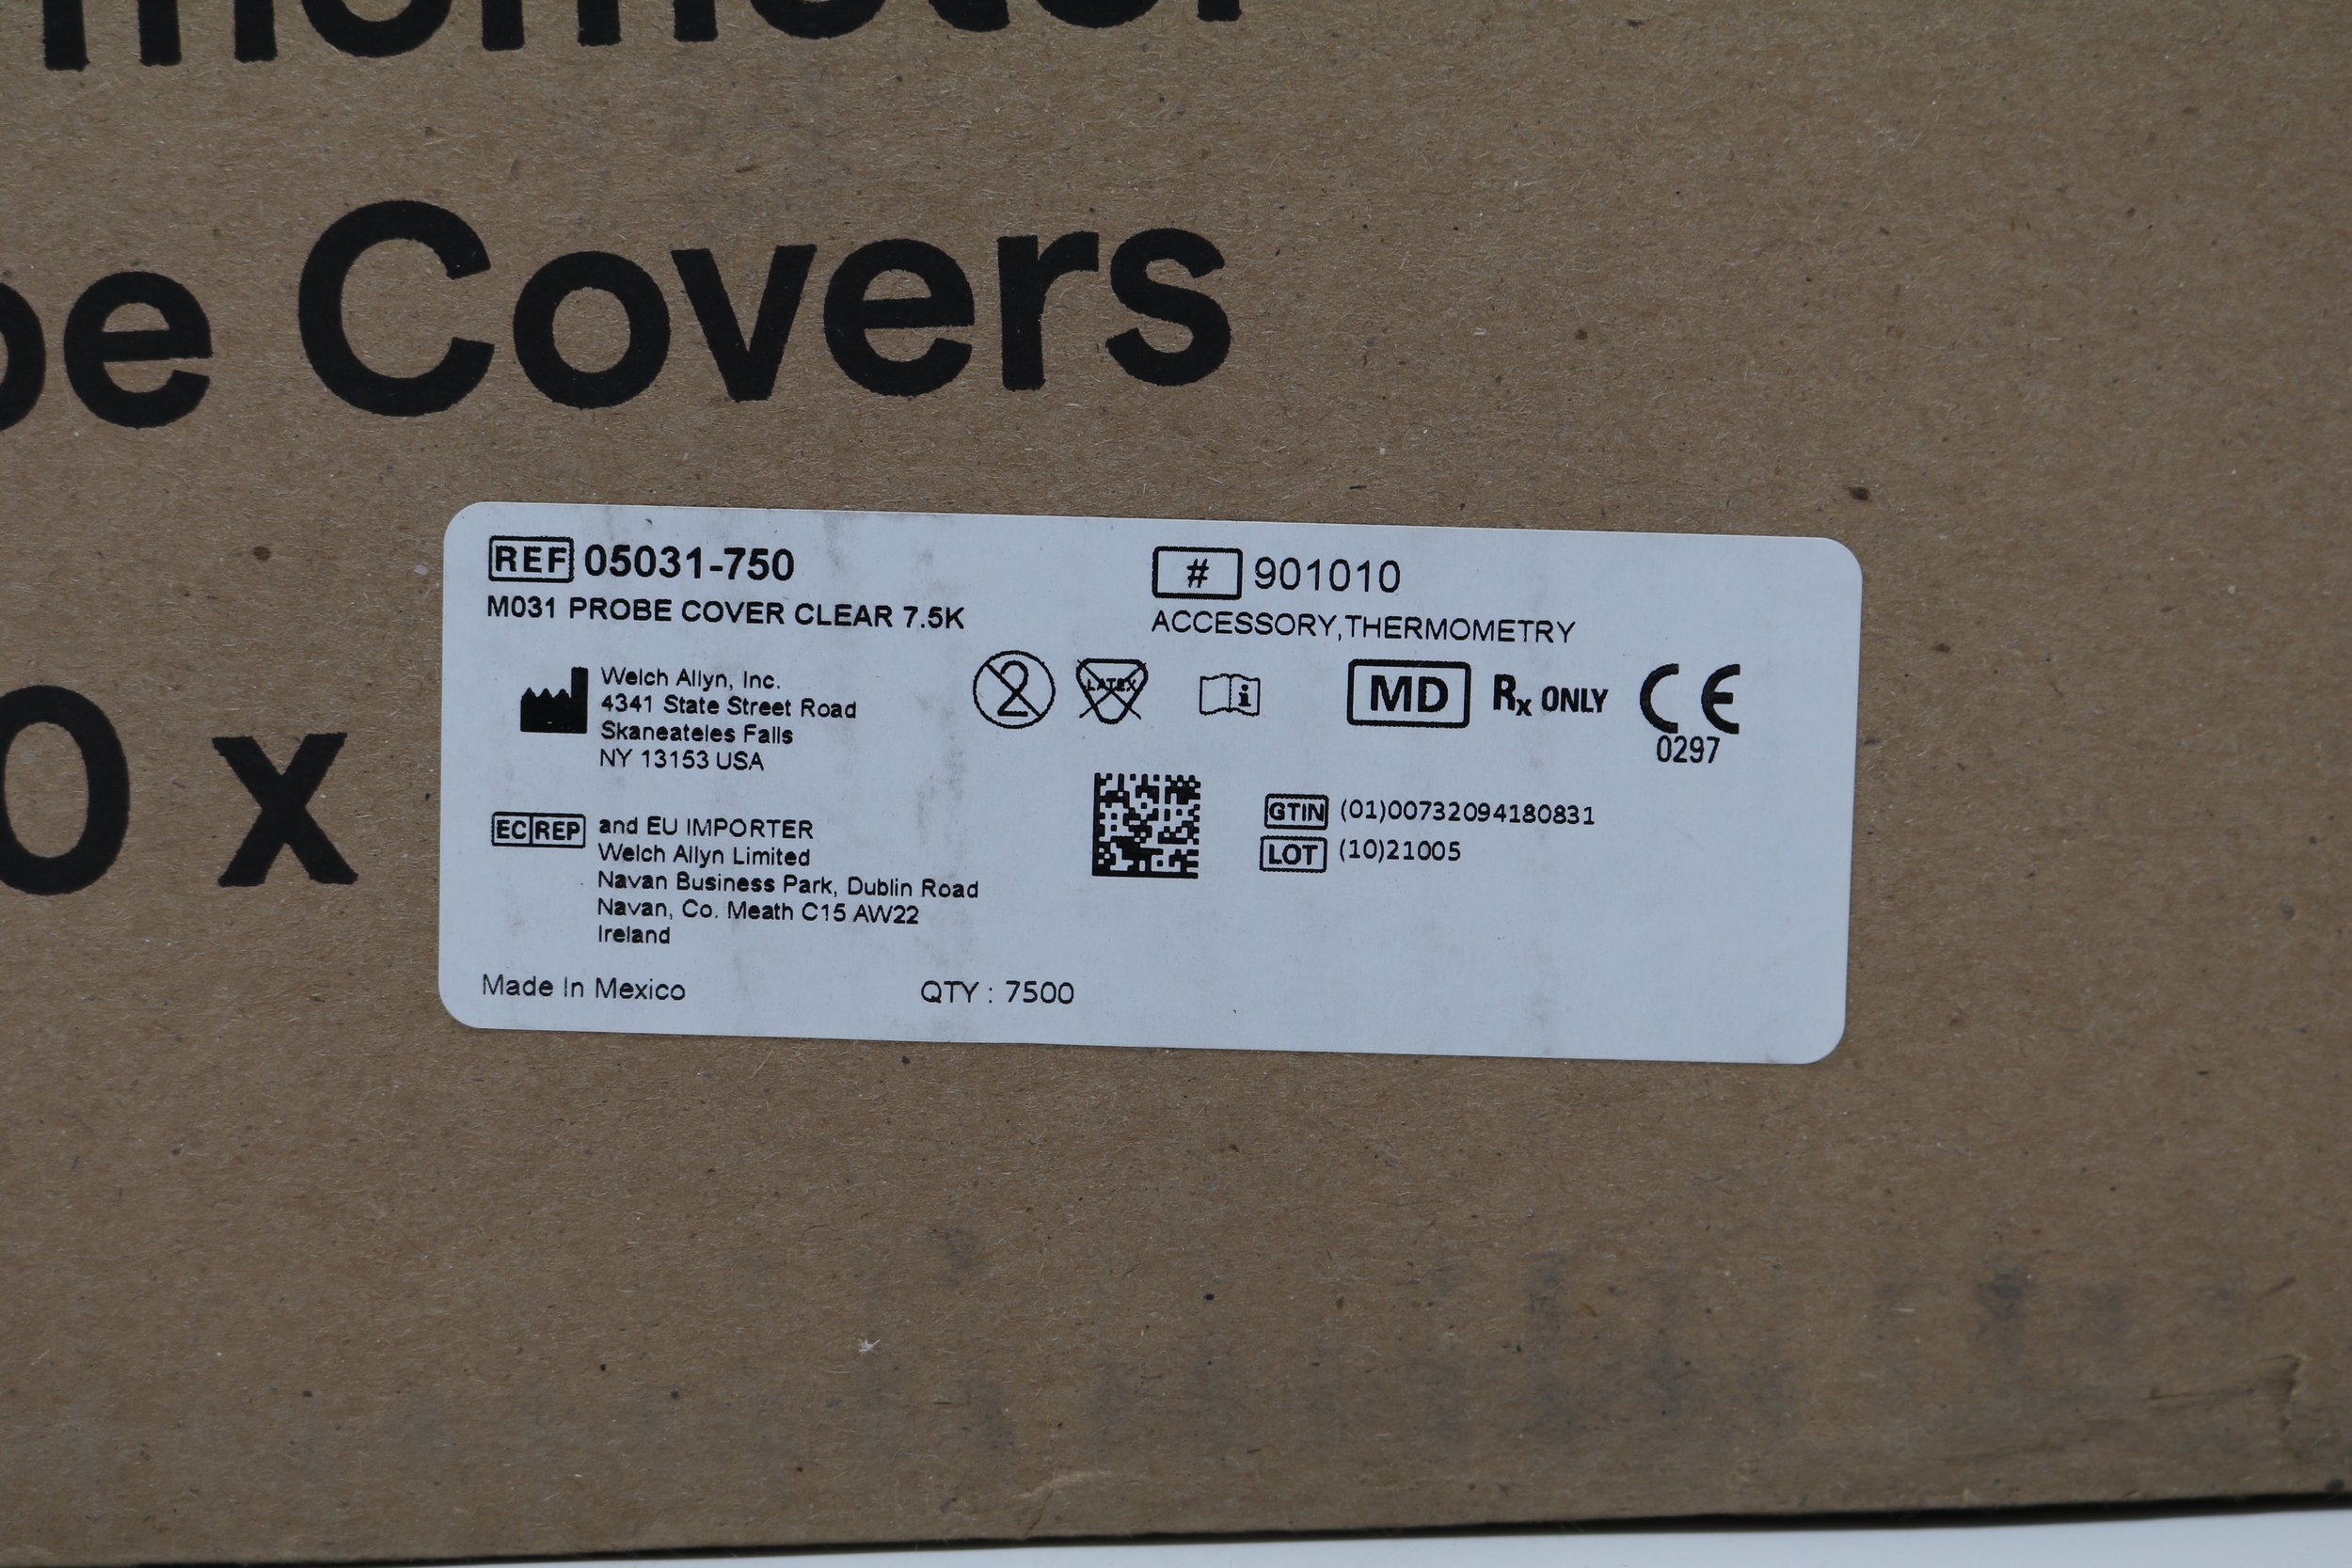 Covers
REF 05031-750
# 901010
M031 PROBE COVER CLEAR 7.5K
ACCESSORY,THERMOMETRY
Welch Allyn, Inc.
4341 State Street Road
Skaneateles Falls
NY 13153 USA
2
LATEX
i
MD
Rx ONLY
CE
0297
EC REP and EU IMPORTER
Welch Allyn Limited
Navan Business Park, Dublin Road
Navan, Co. Meath C15 AW22
Ireland
GTIN (01)00732094180831
LOT (10)21005
Made In Mexico
QTY : 7500